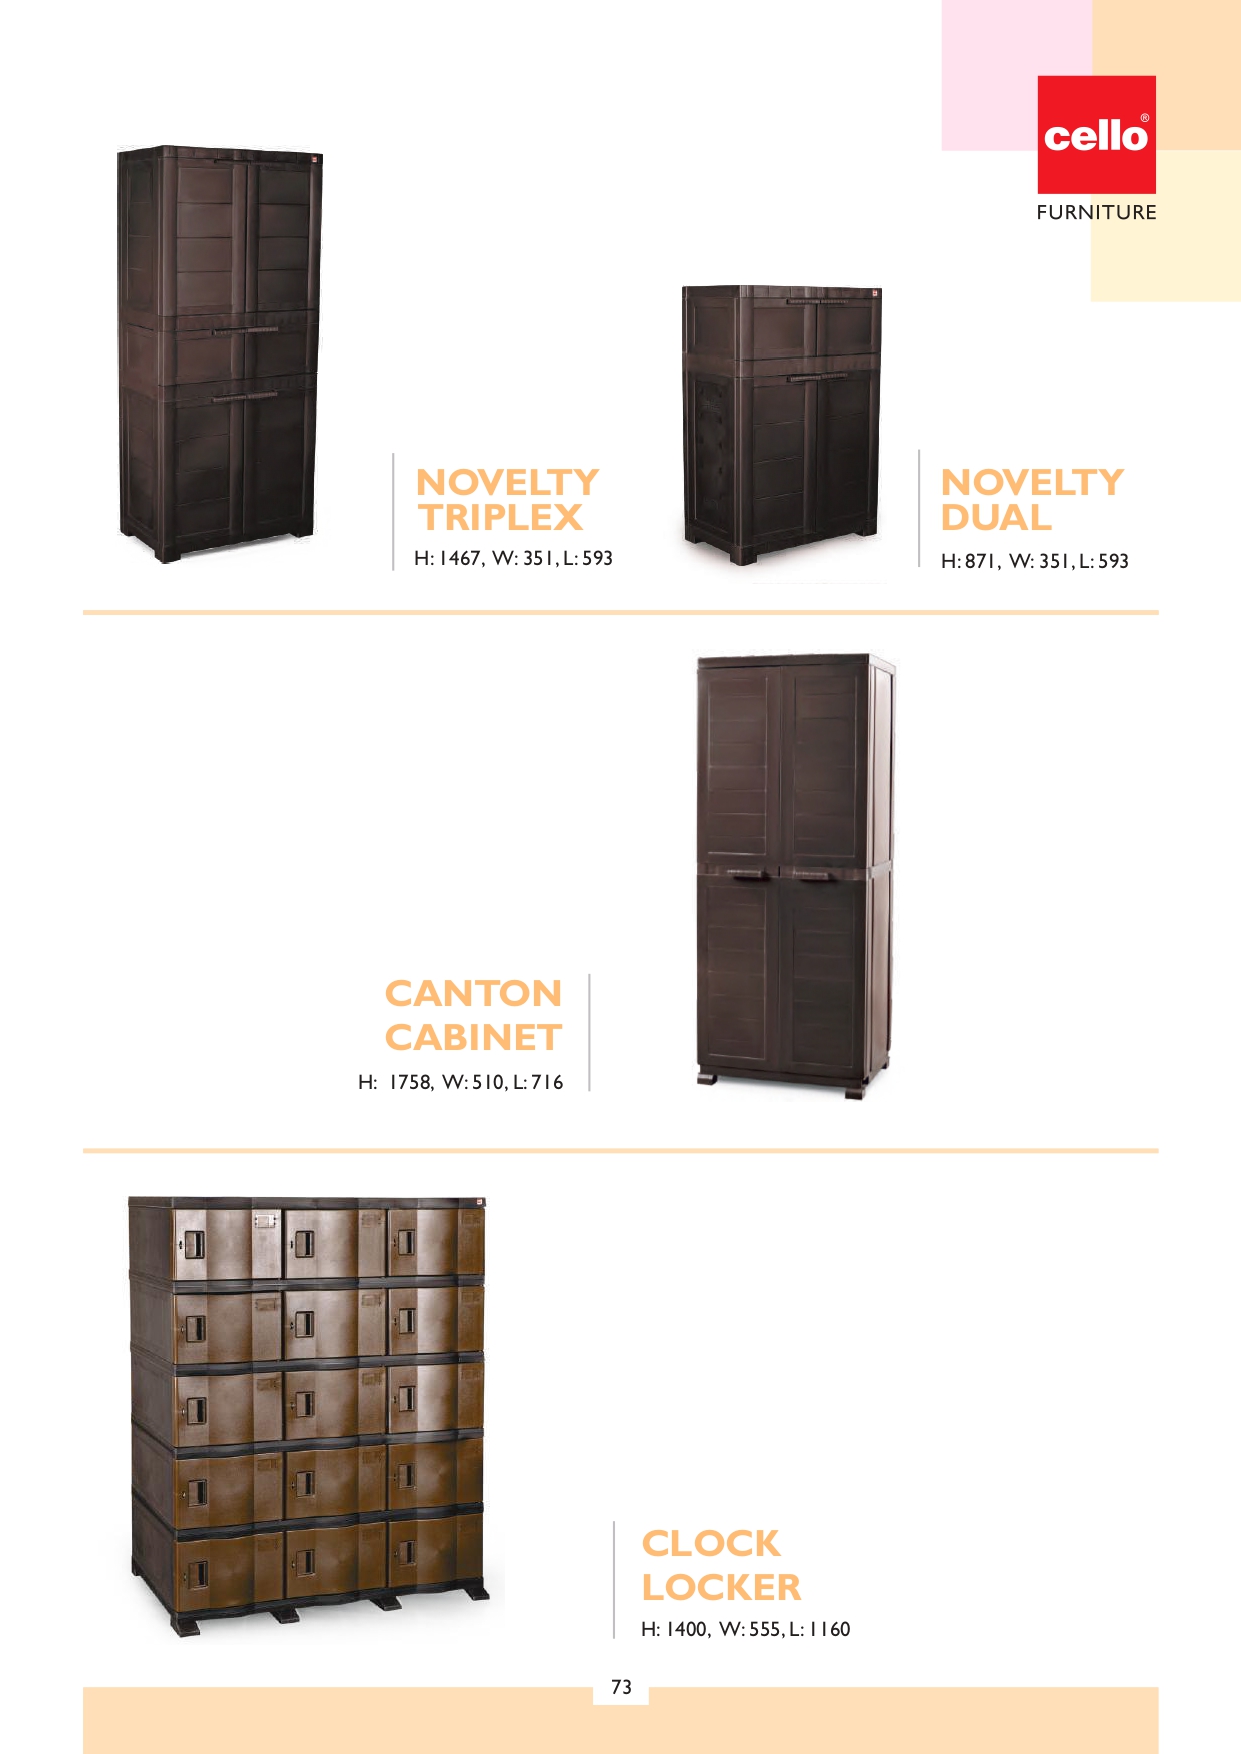 cello®
FURNITURE
NOVELTY
TRIPLEX
H: 1467, W: 351, L: 593
NOVELTY
DUAL
H: 871, W: 351, L: 593
CANTON
CABINET
H: 1758, W: 510, L: 716
CLOCK
LOCKER
H: 1400, W: 555, L: 1160
73